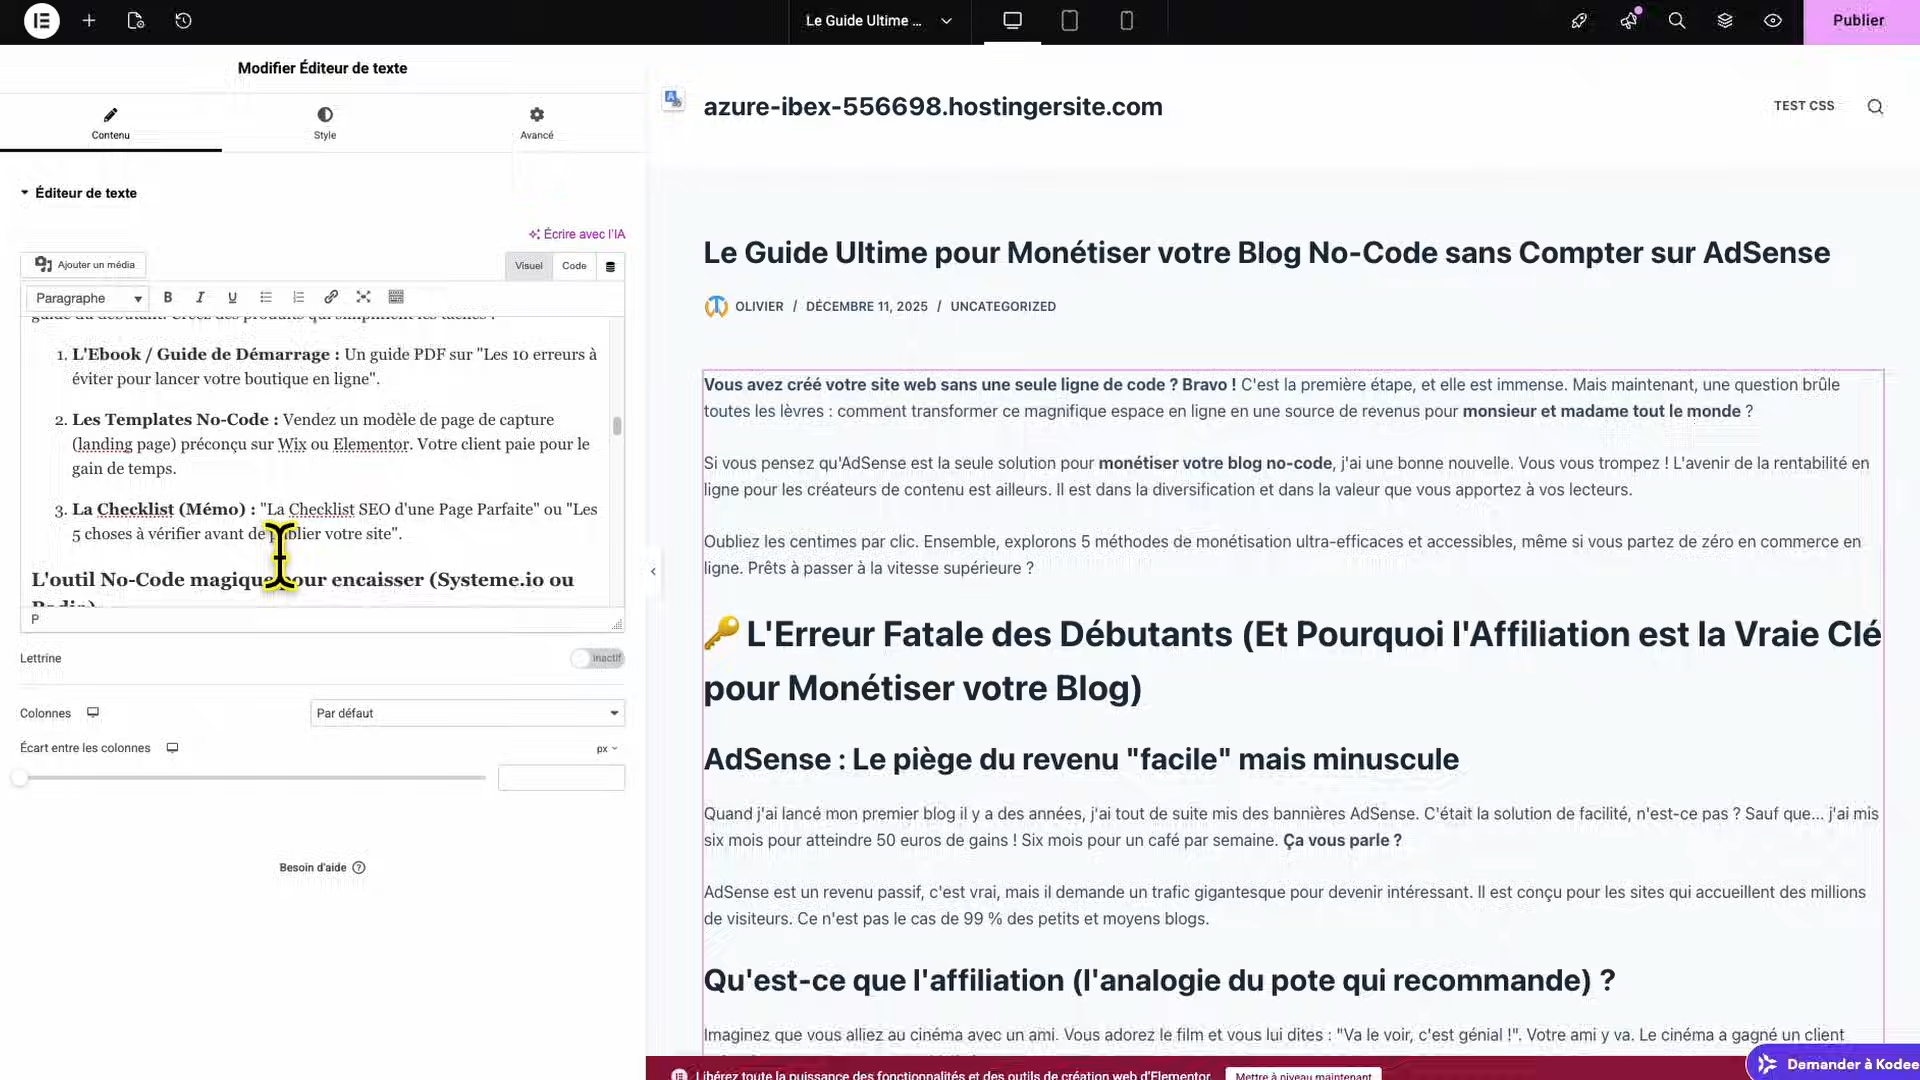 Le Guide Ultime ...
Publier
Modifier Éditeur de texte
Contenu
Style
Avancé
Éditeur de texte
Écrire avec l'IA
Ajouter un média
Visuel
Code
Paragraphe
B I U
guide du débutant. Créez des produits qui simplifient les tâches :
1. L'Ebook / Guide de Démarrage : Un guide PDF sur "Les 10 erreurs à
éviter pour lancer votre boutique en ligne".
2. Les Templates No-Code : Vendez un modèle de page de capture
(landing page) préconçu sur Wix ou Elementor. Votre client paie pour le
gain de temps.
3. La Checklist (Mémo) : "La Checklist SEO d'une Page Parfaite" ou "Les
5 choses à vérifier avant de publier votre site".
L'outil No-Code magique pour encaisser (Systeme.io ou
P
Lettrine
inactif
Colonnes
Par défaut
Écart entre les colonnes
px
Besoin d'aide
azure-ibex-556698.hostingersite.com
TEST CSS
Le Guide Ultime pour Monétiser votre Blog No-Code sans Compter sur AdSense
OLIVIER / DÉCEMBRE 11, 2025 / UNCATEGORIZED
Vous avez créé votre site web sans une seule ligne de code ? Bravo ! C'est la première étape, et elle est immense. Mais maintenant, une question brûle
toutes les lèvres : comment transformer ce magnifique espace en ligne en une source de revenus pour monsieur et madame tout le monde ?
Si vous pensez qu'AdSense est la seule solution pour monétiser votre blog no-code, j'ai une bonne nouvelle. Vous vous trompez ! L'avenir de la rentabilité en
ligne pour les créateurs de contenu est ailleurs. Il est dans la diversification et dans la valeur que vous apportez à vos lecteurs.
Oubliez les centimes par clic. Ensemble, explorons 5 méthodes de monétisation ultra-efficaces et accessibles, même si vous partez de zéro en commerce en
ligne. Prêts à passer à la vitesse supérieure ?
🔑 L'Erreur Fatale des Débutants (Et Pourquoi l'Affiliation est la Vraie Clé
pour Monétiser votre Blog)
AdSense : Le piège du revenu "facile" mais minuscule
Quand j'ai lancé mon premier blog il y a des années, j'ai tout de suite mis des bannières AdSense. C'était la solution de facilité, n'est-ce pas ? Sauf que... j'ai mis
six mois pour atteindre 50 euros de gains ! Six mois pour un café par semaine. Ça vous parle ?
AdSense est un revenu passif, c'est vrai, mais il demande un trafic gigantesque pour devenir intéressant. Il est conçu pour les sites qui accueillent des millions
de visiteurs. Ce n'est pas le cas de 99 % des petits et moyens blogs.
Qu'est-ce que l'affiliation (l'analogie du pote qui recommande) ?
Imaginez que vous alliez au cinéma avec un ami. Vous adorez le film et vous lui dites : "Va le voir, c'est génial !". Votre ami y va. Le cinéma a gagné un client
Libérez toute la puissance des fonctionnalités et des outils de création web d'Elementor.
Mettre à niveau maintenant
Demander à Kodee